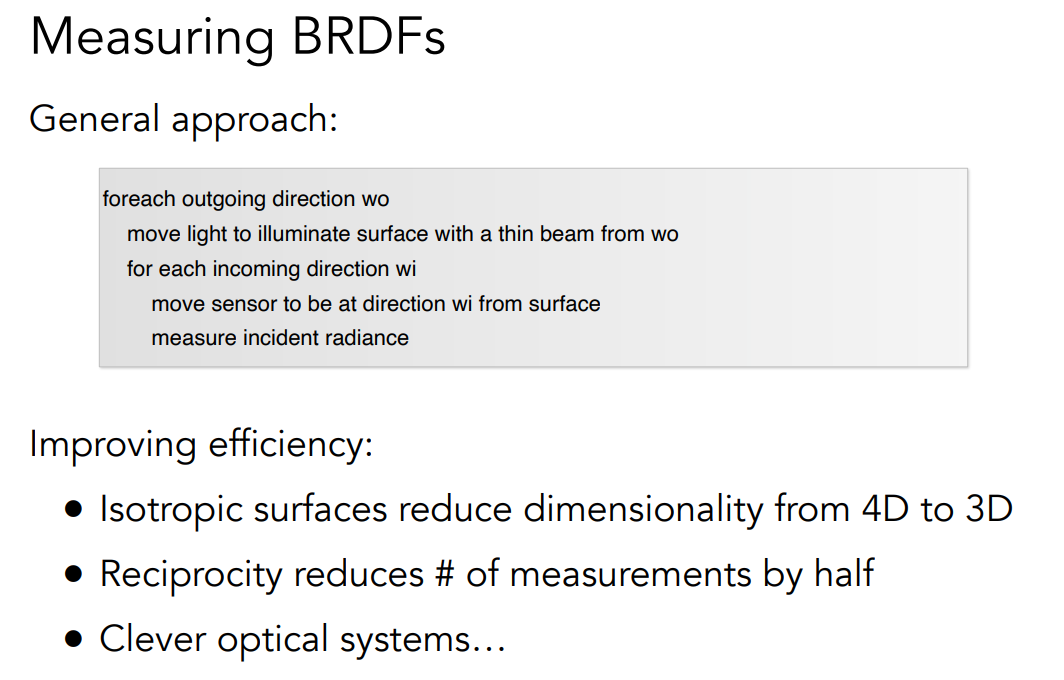 Measuring BRDFs
General approach:
foreach outgoing direction wo
move light to illuminate surface with a thin beam from wo
for each incoming direction wi
move sensor to be at direction wi from surface
measure incident radiance
Improving efficiency:
● Isotropic surfaces reduce dimensionality from 4D to 3D
● Reciprocity reduces # of measurements by half
● Clever optical systems…